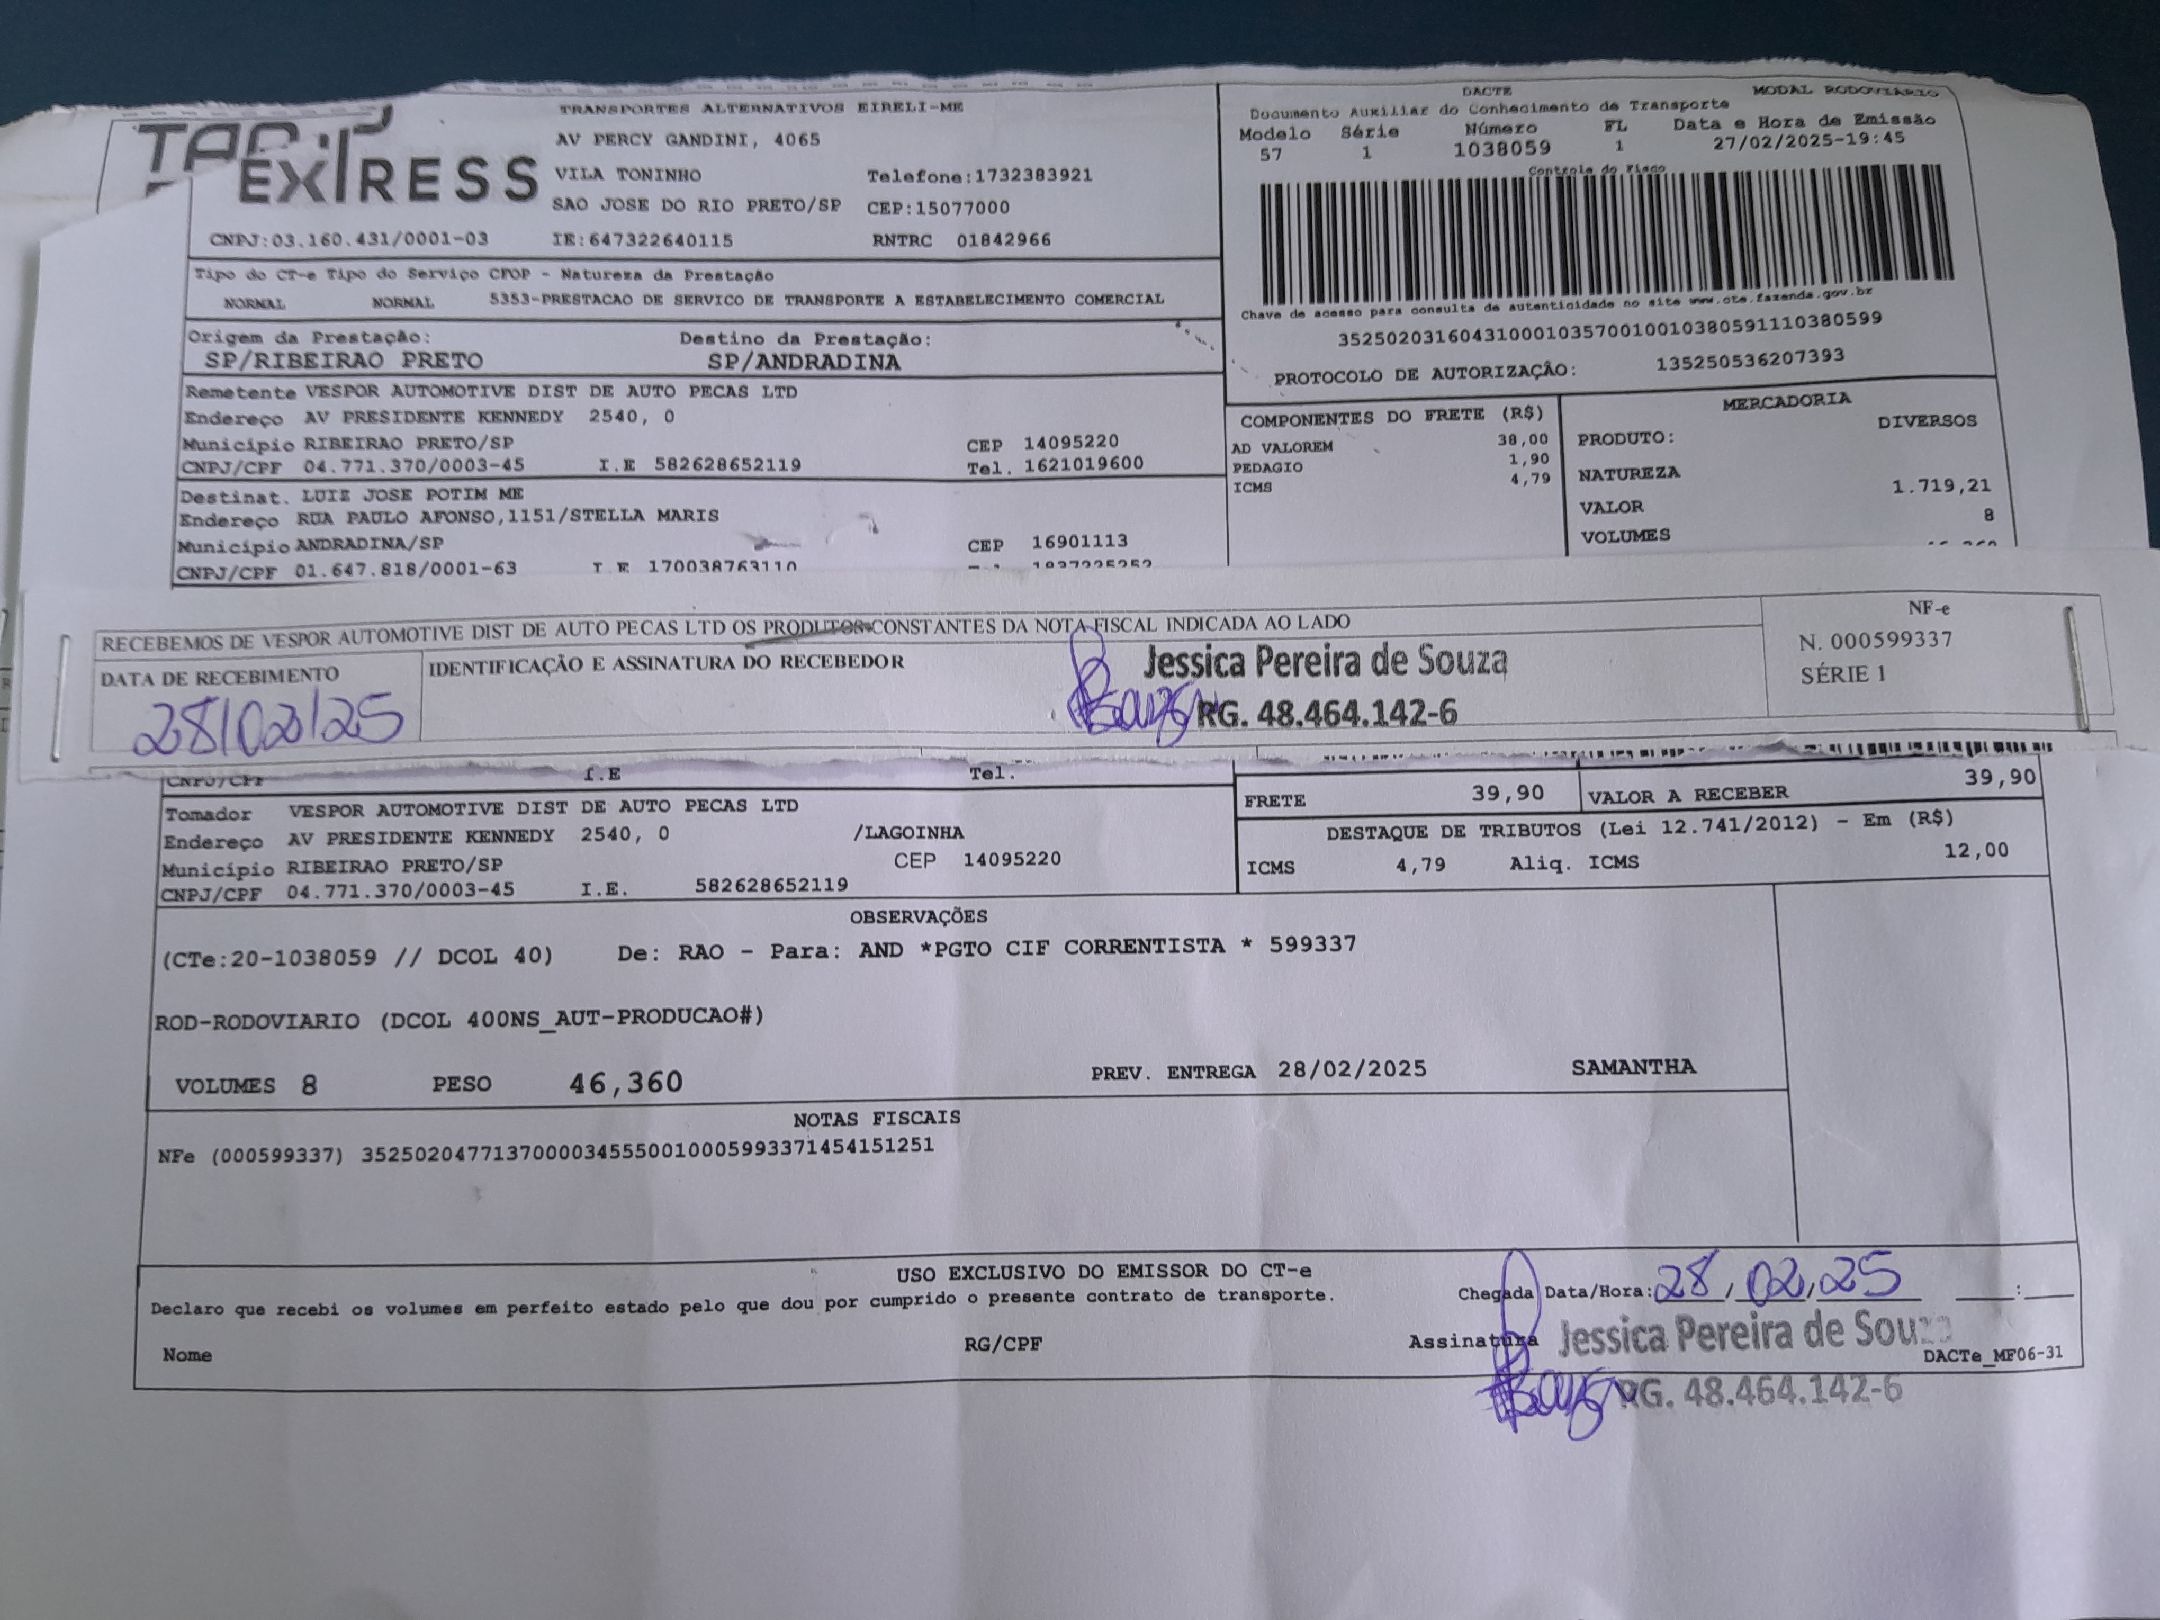 TRANSPORTES ALTERNATIVOS EIRELI-ME
AV PERCY GANDINI, 4065
EXPRESS
VILA TONINHO Telefone:1732383921
SAO JOSE DO RIO PRETO/SP CEP:15077000
CNPJ:03.160.431/0001-03 IE:647322640115 RNTRC 01842966
Tipo do CT-e Tipo do Serviço CFOP - Natureza da Prestação
NORMAL NORMAL 5353-PRESTACAO DE SERVICO DE TRANSPORTE A ESTABELECIMENTO COMERCIAL
Origem da Prestação: Destino da Prestação:
SP/RIBEIRAO PRETO SP/ANDRADINA
Remetente VESPOR AUTOMOTIVE DIST DE AUTO PECAS LTD
Endereço AV PRESIDENTE KENNEDY 2540, 0
Município RIBEIRAO PRETO/SP CEP 14095220
CNPJ/CPF 04.771.370/0003-45 I.E 582628652119 Tel. 1621019600
Destinat. LUIZ JOSE POTIM ME
Endereço RUA PAULO AFONSO,1151/STELLA MARIS
Município ANDRADINA/SP CEP 16901113
CNPJ/CPF 01.647.818/0001-63 I E 170038763110
DACTE MODAL RODOVIÁRIO
Documento Auxiliar do Conhecimento de Transporte
Modelo Série Número FL Data e Hora de Emissão
57 1 1038059 1 27/02/2025-19:45
Controle do Fisco
Chave de acesso para consulta de autenticidade no site www.cte.fazenda.gov.br
35250203160431000103570010010380591110380599
PROTOCOLO DE AUTORIZAÇÃO: 135250536207393
COMPONENTES DO FRETE (R$)
AD VALOREM 38,00
PEDAGIO 1,90
ICMS 4,79
MERCADORIA
PRODUTO: DIVERSOS
NATUREZA
VALOR 1.719,21
VOLUMES 8
RECEBEMOS DE VESPOR AUTOMOTIVE DIST DE AUTO PECAS LTD OS PRODUTOS CONSTANTES DA NOTA FISCAL INDICADA AO LADO
DATA DE RECEBIMENTO IDENTIFICAÇÃO E ASSINATURA DO RECEBEDOR
28/02/25
Jessica Pereira de Souza
RG. 48.464.142-6
NF-e
N. 000599337
SÉRIE 1
CNPJ/CPF I.E Tel.
Tomador VESPOR AUTOMOTIVE DIST DE AUTO PECAS LTD
Endereço AV PRESIDENTE KENNEDY 2540, 0 /LAGOINHA
Município RIBEIRAO PRETO/SP CEP 14095220
CNPJ/CPF 04.771.370/0003-45 I.E. 582628652119
FRETE 39,90 VALOR A RECEBER 39,90
DESTAQUE DE TRIBUTOS (Lei 12.741/2012) - Em (R$)
ICMS 4,79 Aliq. ICMS 12,00
OBSERVAÇÕES
(CTe:20-1038059 // DCOL 40) De: RAO - Para: AND *PGTO CIF CORRENTISTA * 599337
ROD-RODOVIARIO (DCOL 400NS_AUT-PRODUCAO#)
VOLUMES 8 PESO 46,360 PREV. ENTREGA 28/02/2025 SAMANTHA
NOTAS FISCAIS
NFe (000599337) 35250204771370000345550010005993371454151251
USO EXCLUSIVO DO EMISSOR DO CT-e
Declaro que recebi os volumes em perfeito estado pelo que dou por cumprido o presente contrato de transporte.
Chegada Data/Hora: 28/02/25 :
Nome RG/CPF Assinatura
Jessica Pereira de Souza
DACTe_MF06-31
RG. 48.464.142-6